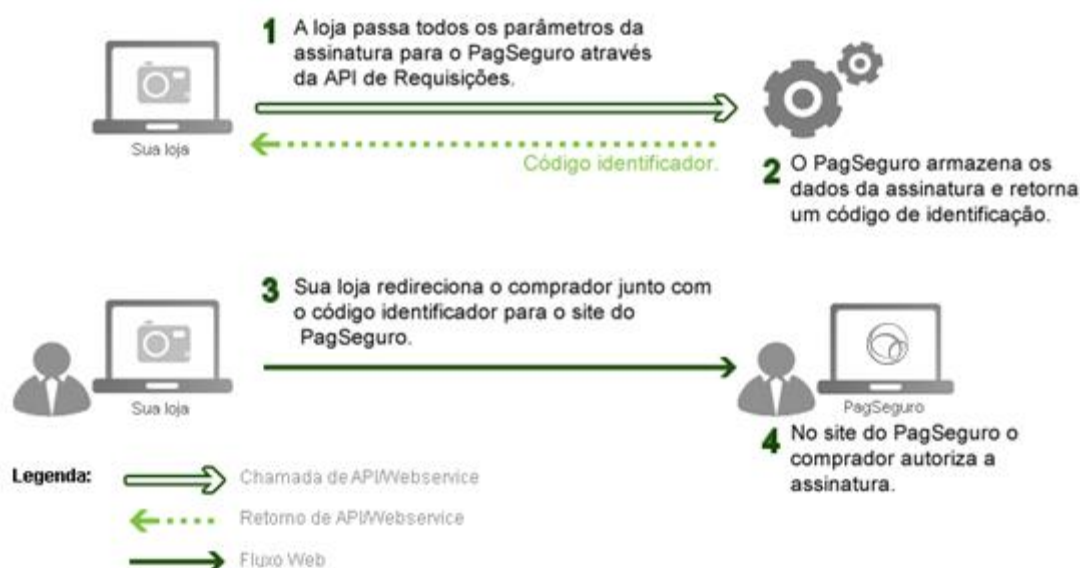 1 A loja passa todos os parâmetros da
assinatura para o PagSeguro através
da API de Requisições.
Sua loja
Código identificador.
2 O PagSeguro armazena os
dados da assinatura e retorna
um código de identificação.
3 Sua loja redireciona o comprador junto com
o código identificador para o site do
PagSeguro.
Sua loja
PagSeguro
4 No site do PagSeguro o
comprador autoriza a
assinatura.
Legenda:
Chamada de API/Webservice
Retorno de API/Webservice
Fluxo Web